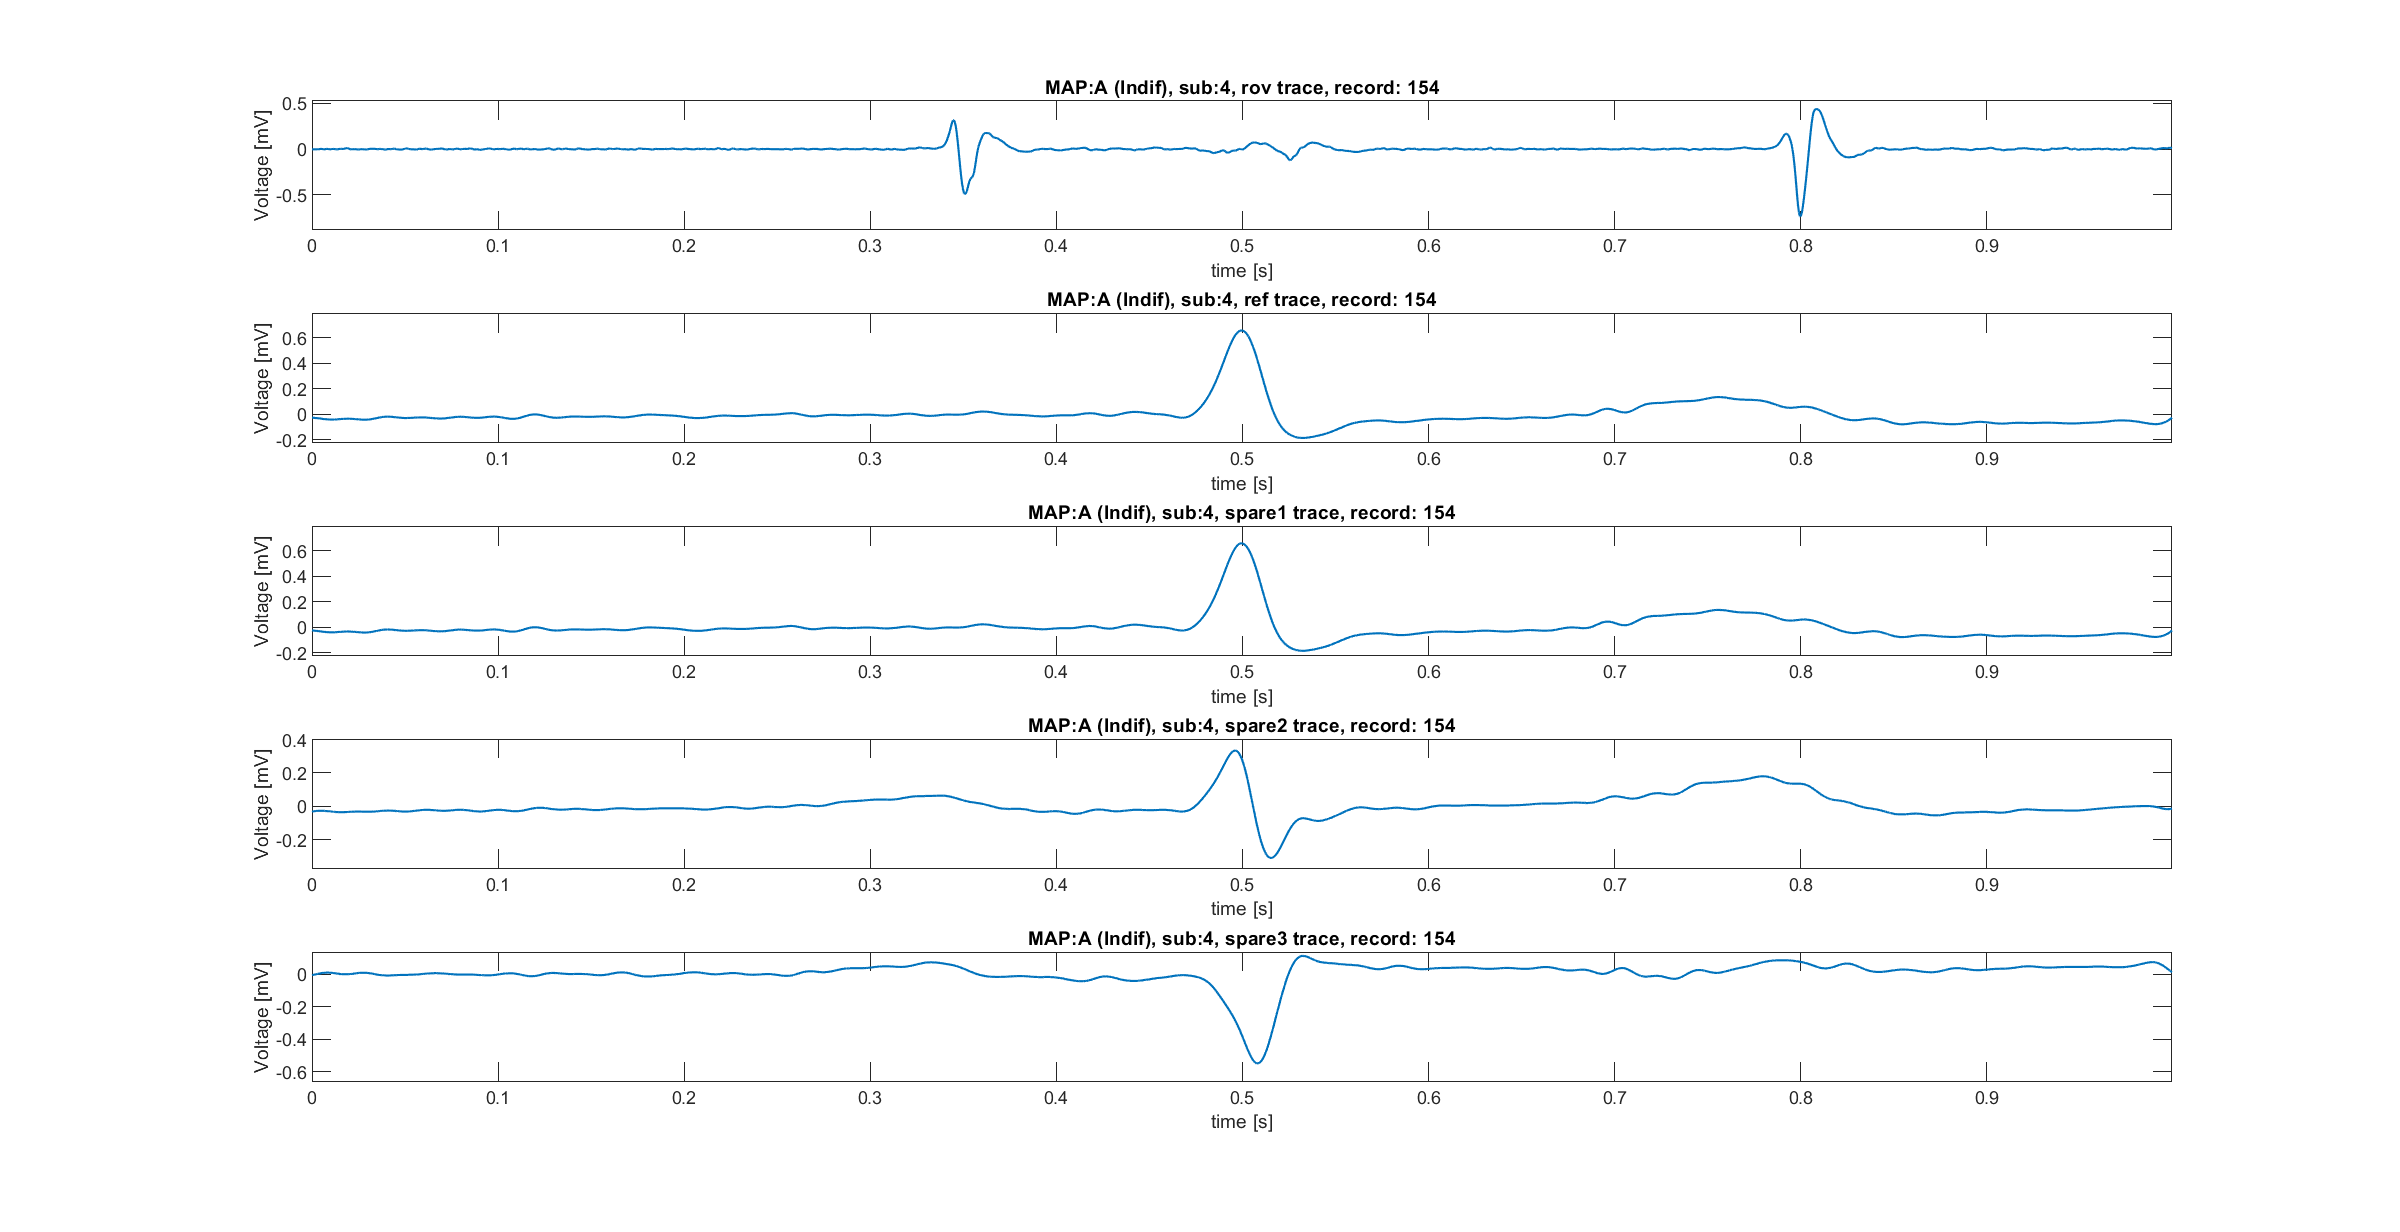 MAP:A (Indif), sub:4, rov trace, record: 154
Voltage [mV]
0.5
0
-0.5
0 0.1 0.2 0.3 0.4 0.5 0.6 0.7 0.8 0.9
time [s]
MAP:A (Indif), sub:4, ref trace, record: 154
Voltage [mV]
0.6
0.4
0.2
0
-0.2
0 0.1 0.2 0.3 0.4 0.5 0.6 0.7 0.8 0.9
time [s]
MAP:A (Indif), sub:4, spare1 trace, record: 154
Voltage [mV]
0.6
0.4
0.2
0
-0.2
0 0.1 0.2 0.3 0.4 0.5 0.6 0.7 0.8 0.9
time [s]
MAP:A (Indif), sub:4, spare2 trace, record: 154
Voltage [mV]
0.4
0.2
0
-0.2
0 0.1 0.2 0.3 0.4 0.5 0.6 0.7 0.8 0.9
time [s]
MAP:A (Indif), sub:4, spare3 trace, record: 154
Voltage [mV]
0
-0.2
-0.4
-0.6
0 0.1 0.2 0.3 0.4 0.5 0.6 0.7 0.8 0.9
time [s]